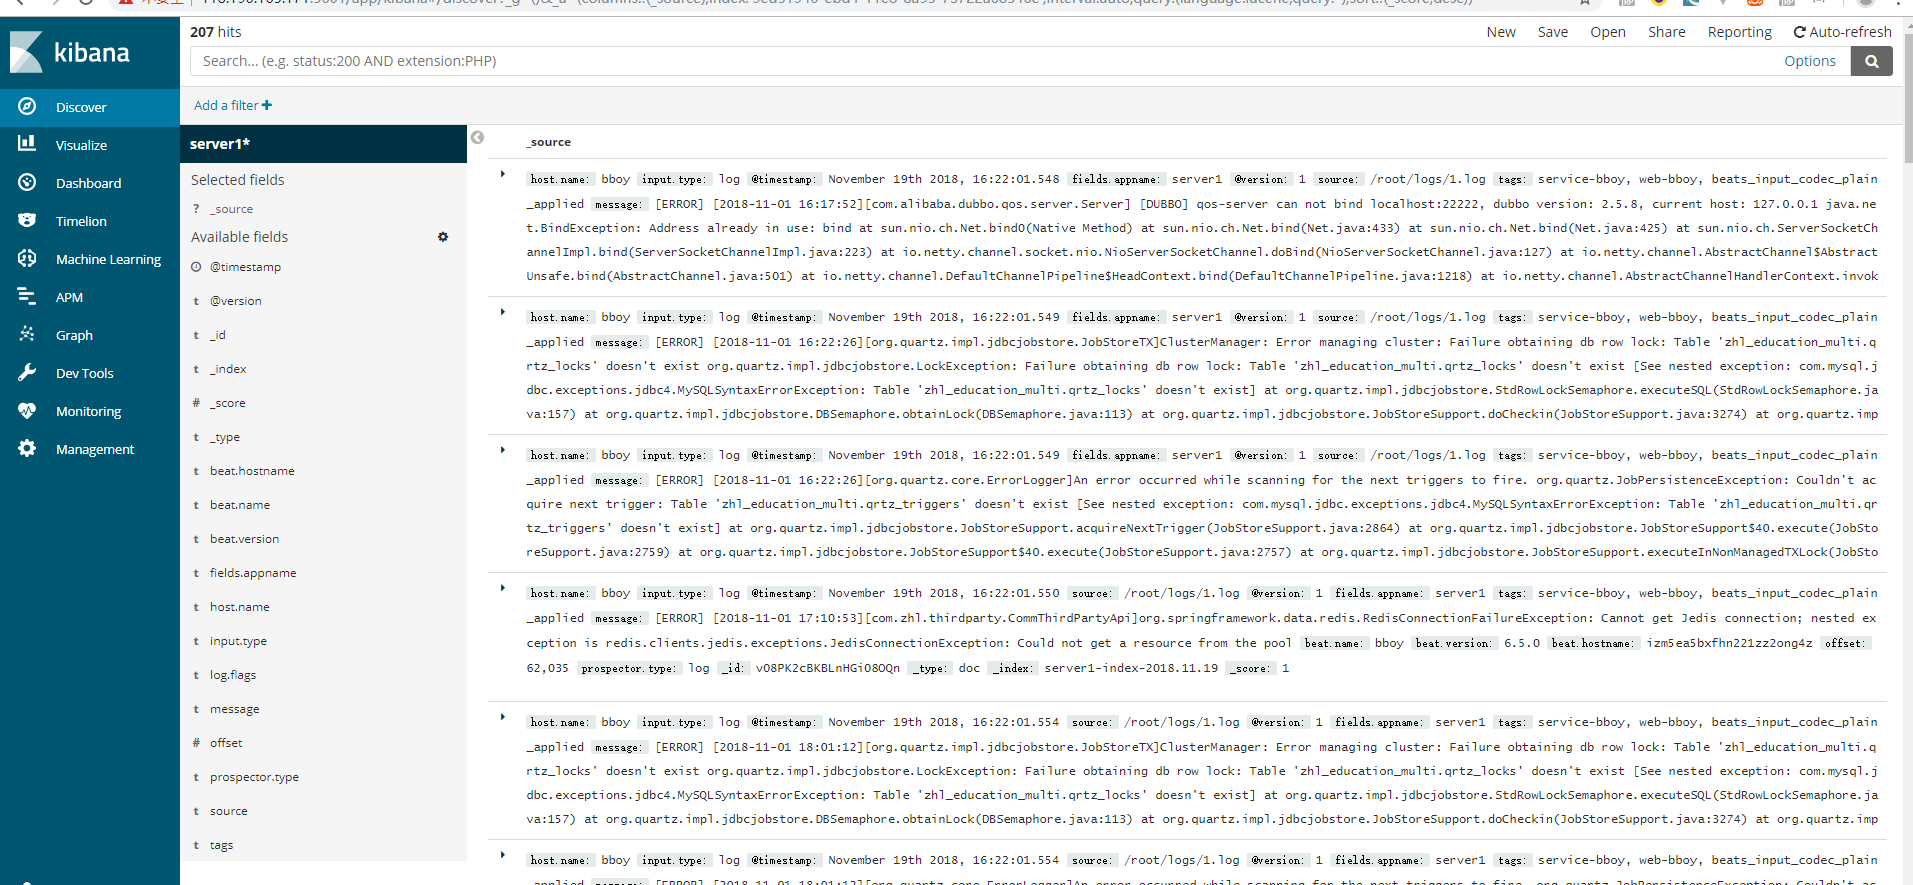 207 hits
New Save Open Share Reporting Auto-refresh
kibana
Search... (e.g. status:200 AND extension:PHP)
Options
Discover
Visualize
Dashboard
Timelion
Machine Learning
APM
Graph
Dev Tools
Monitoring
Management
Add a filter +
server1*
Selected fields
? _source
Available fields
@timestamp
t @version
t _id
t _index
# _score
t _type
t beat.hostname
t beat.name
t beat.version
t fields.appname
t host.name
t input.type
t log.flags
t message
# offset
t prospector.type
t source
t tags
_source
host.name: bboy input.type: log @timestamp: November 19th 2018, 16:22:01.548 fields.appname: server1 @version: 1 source: /root/logs/1.log tags: service-bboy, web-bboy, beats_input_codec_plain
_applied message: [ERROR] [2018-11-01 16:17:52][com.alibaba.dubbo.qos.server.Server] [DUBBO] qos-server can not bind localhost:22222, dubbo version: 2.5.8, current host: 127.0.0.1 java.ne
t.BindException: Address already in use: bind at sun.nio.ch.Net.bind0(Native Method) at sun.nio.ch.Net.bind(Net.java:433) at sun.nio.ch.Net.bind(Net.java:425) at sun.nio.ch.ServerSocketCh
annelImpl.bind(ServerSocketChannelImpl.java:223) at io.netty.channel.socket.nio.NioServerSocketChannel.doBind(NioServerSocketChannel.java:127) at io.netty.channel.AbstractChannel$Abstract
Unsafe.bind(AbstractChannel.java:501) at io.netty.channel.DefaultChannelPipeline$HeadContext.bind(DefaultChannelPipeline.java:1218) at io.netty.channel.AbstractChannelHandlerContext.invok
host.name: bboy input.type: log @timestamp: November 19th 2018, 16:22:01.549 fields.appname: server1 @version: 1 source: /root/logs/1.log tags: service-bboy, web-bboy, beats_input_codec_plain
_applied message: [ERROR] [2018-11-01 16:22:26][org.quartz.impl.jdbcjobstore.JobStoreTX]ClusterManager: Error managing cluster: Failure obtaining db row lock: Table 'zhl_education_multi.q
rtz_locks' doesn't exist org.quartz.impl.jdbcjobstore.LockException: Failure obtaining db row lock: Table 'zhl_education_multi.qrtz_locks' doesn't exist [See nested exception: com.mysql.j
dbc.exceptions.jdbc4.MySQLSyntaxErrorException: Table 'zhl_education_multi.qrtz_locks' doesn't exist] at org.quartz.impl.jdbcjobstore.StdRowLockSemaphore.executeSQL(StdRowLockSemaphore.ja
va:157) at org.quartz.impl.jdbcjobstore.DBSemaphore.obtainLock(DBSemaphore.java:113) at org.quartz.impl.jdbcjobstore.JobStoreSupport.doCheckin(JobStoreSupport.java:3274) at org.quartz.imp
host.name: bboy input.type: log @timestamp: November 19th 2018, 16:22:01.549 fields.appname: server1 @version: 1 source: /root/logs/1.log tags: service-bboy, web-bboy, beats_input_codec_plain
_applied message: [ERROR] [2018-11-01 16:22:26][org.quartz.core.ErrorLogger]An error occurred while scanning for the next triggers to fire. org.quartz.JobPersistenceException: Couldn't ac
quire next trigger: Table 'zhl_education_multi.qrtz_triggers' doesn't exist [See nested exception: com.mysql.jdbc.exceptions.jdbc4.MySQLSyntaxErrorException: Table 'zhl_education_multi.qr
tz_triggers' doesn't exist] at org.quartz.impl.jdbcjobstore.JobStoreSupport.acquireNextTrigger(JobStoreSupport.java:2864) at org.quartz.impl.jdbcjobstore.JobStoreSupport$40.execute(JobSto
reSupport.java:2759) at org.quartz.impl.jdbcjobstore.JobStoreSupport$40.execute(JobStoreSupport.java:2757) at org.quartz.impl.jdbcjobstore.JobStoreSupport.executeInNonManagedTXLock(JobSto
host.name: bboy input.type: log @timestamp: November 19th 2018, 16:22:01.550 source: /root/logs/1.log @version: 1 fields.appname: server1 tags: service-bboy, web-bboy, beats_input_codec_plain
_applied message: [ERROR] [2018-11-01 17:10:53][com.zhl.thirdparty.CommThirdPartyApi]org.springframework.data.redis.RedisConnectionFailureException: Cannot get Jedis connection; nested ex
ception is redis.clients.jedis.exceptions.JedisConnectionException: Could not get a resource from the pool beat.name: bboy beat.version: 6.5.0 beat.hostname: izm5ea5bxfhn221zz2ong4z offset:
62,035 prospector.type: log _id: vO8PK2cBKBLnHGiO8OQn _type: doc _index: server1-index-2018.11.19 _score: 1
host.name: bboy input.type: log @timestamp: November 19th 2018, 16:22:01.554 source: /root/logs/1.log @version: 1 fields.appname: server1 tags: service-bboy, web-bboy, beats_input_codec_plain
_applied message: [ERROR] [2018-11-01 18:01:12][org.quartz.impl.jdbcjobstore.JobStoreTX]ClusterManager: Error managing cluster: Failure obtaining db row lock: Table 'zhl_education_multi.q
rtz_locks' doesn't exist org.quartz.impl.jdbcjobstore.LockException: Failure obtaining db row lock: Table 'zhl_education_multi.qrtz_locks' doesn't exist [See nested exception: com.mysql.j
dbc.exceptions.jdbc4.MySQLSyntaxErrorException: Table 'zhl_education_multi.qrtz_locks' doesn't exist] at org.quartz.impl.jdbcjobstore.StdRowLockSemaphore.executeSQL(StdRowLockSemaphore.ja
va:157) at org.quartz.impl.jdbcjobstore.DBSemaphore.obtainLock(DBSemaphore.java:113) at org.quartz.impl.jdbcjobstore.JobStoreSupport.doCheckin(JobStoreSupport.java:3274) at org.quartz.imp
host.name: bboy input.type: log @timestamp: November 19th 2018, 16:22:01.554 source: /root/logs/1.log @version: 1 fields.appname: server1 tags: service-bboy, web-bboy, beats_input_codec_plain